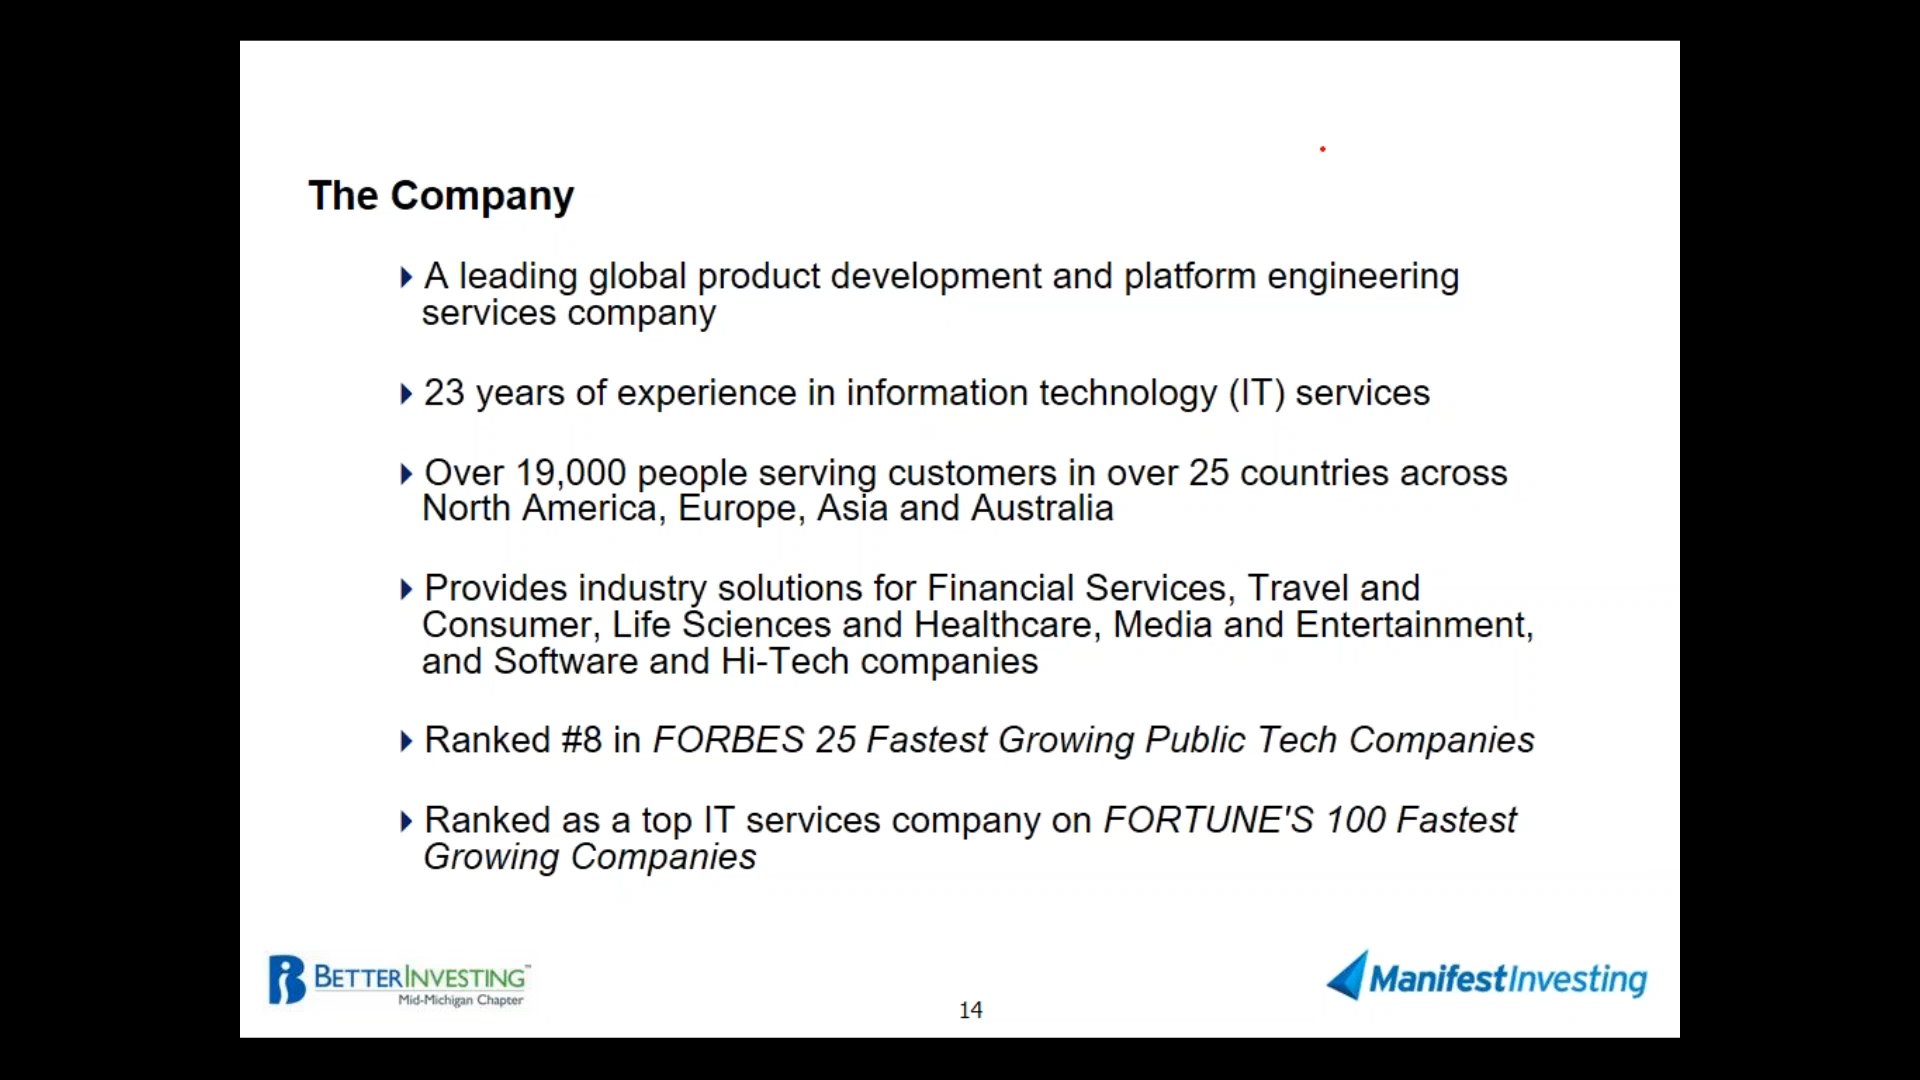 The Company
A leading global product development and platform engineering
services company
23 years of experience in information technology (IT) services
Over 19,000 people serving customers in over 25 countries across
North America, Europe, Asia and Australia
Provides industry solutions for Financial Services, Travel and
Consumer, Life Sciences and Healthcare, Media and Entertainment,
and Software and Hi-Tech companies
Ranked #8 in FORBES 25 Fastest Growing Public Tech Companies
Ranked as a top IT services company on FORTUNE'S 100 Fastest
Growing Companies
BETTERINVESTING™
Mid-Michigan Chapter
14
ManifestInvesting